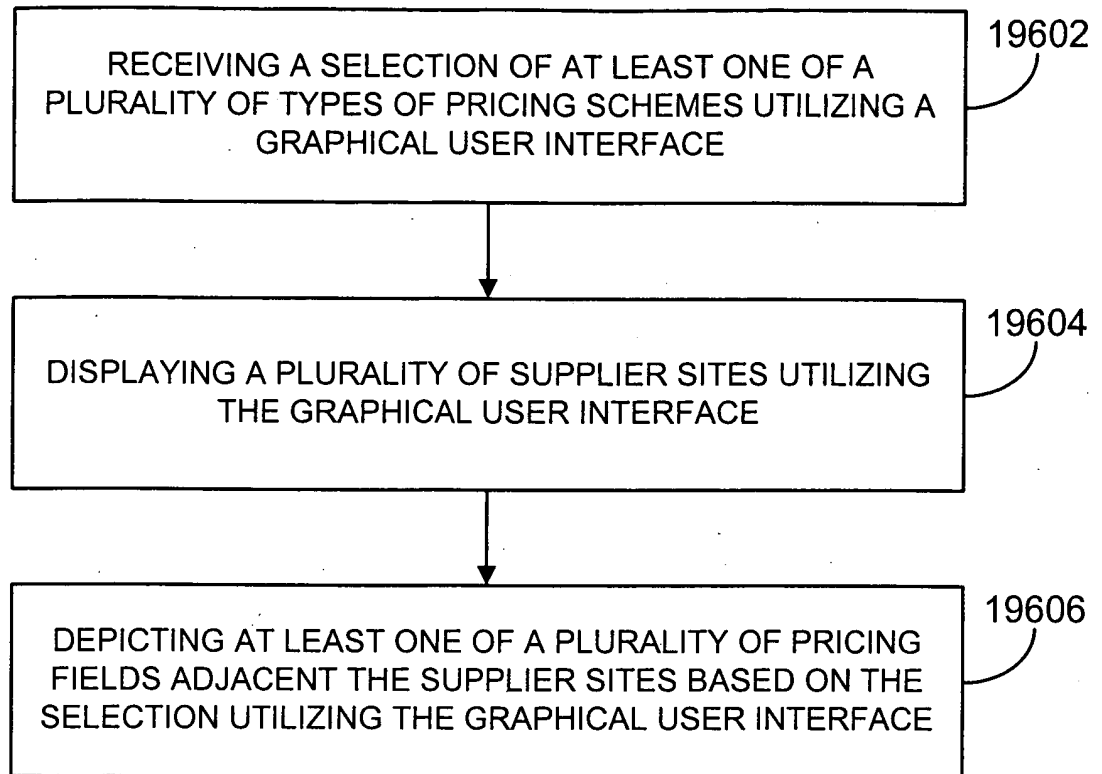 19602
RECEIVING A SELECTION OF AT LEAST ONE OF A
PLURALITY OF TYPES OF PRICING SCHEMES UTILIZING A
GRAPHICAL USER INTERFACE
19604
DISPLAYING A PLURALITY OF SUPPLIER SITES UTILIZING
THE GRAPHICAL USER INTERFACE
19606
DEPICTING AT LEAST ONE OF A PLURALITY OF PRICING
FIELDS ADJACENT THE SUPPLIER SITES BASED ON THE
SELECTION UTILIZING THE GRAPHICAL USER INTERFACE